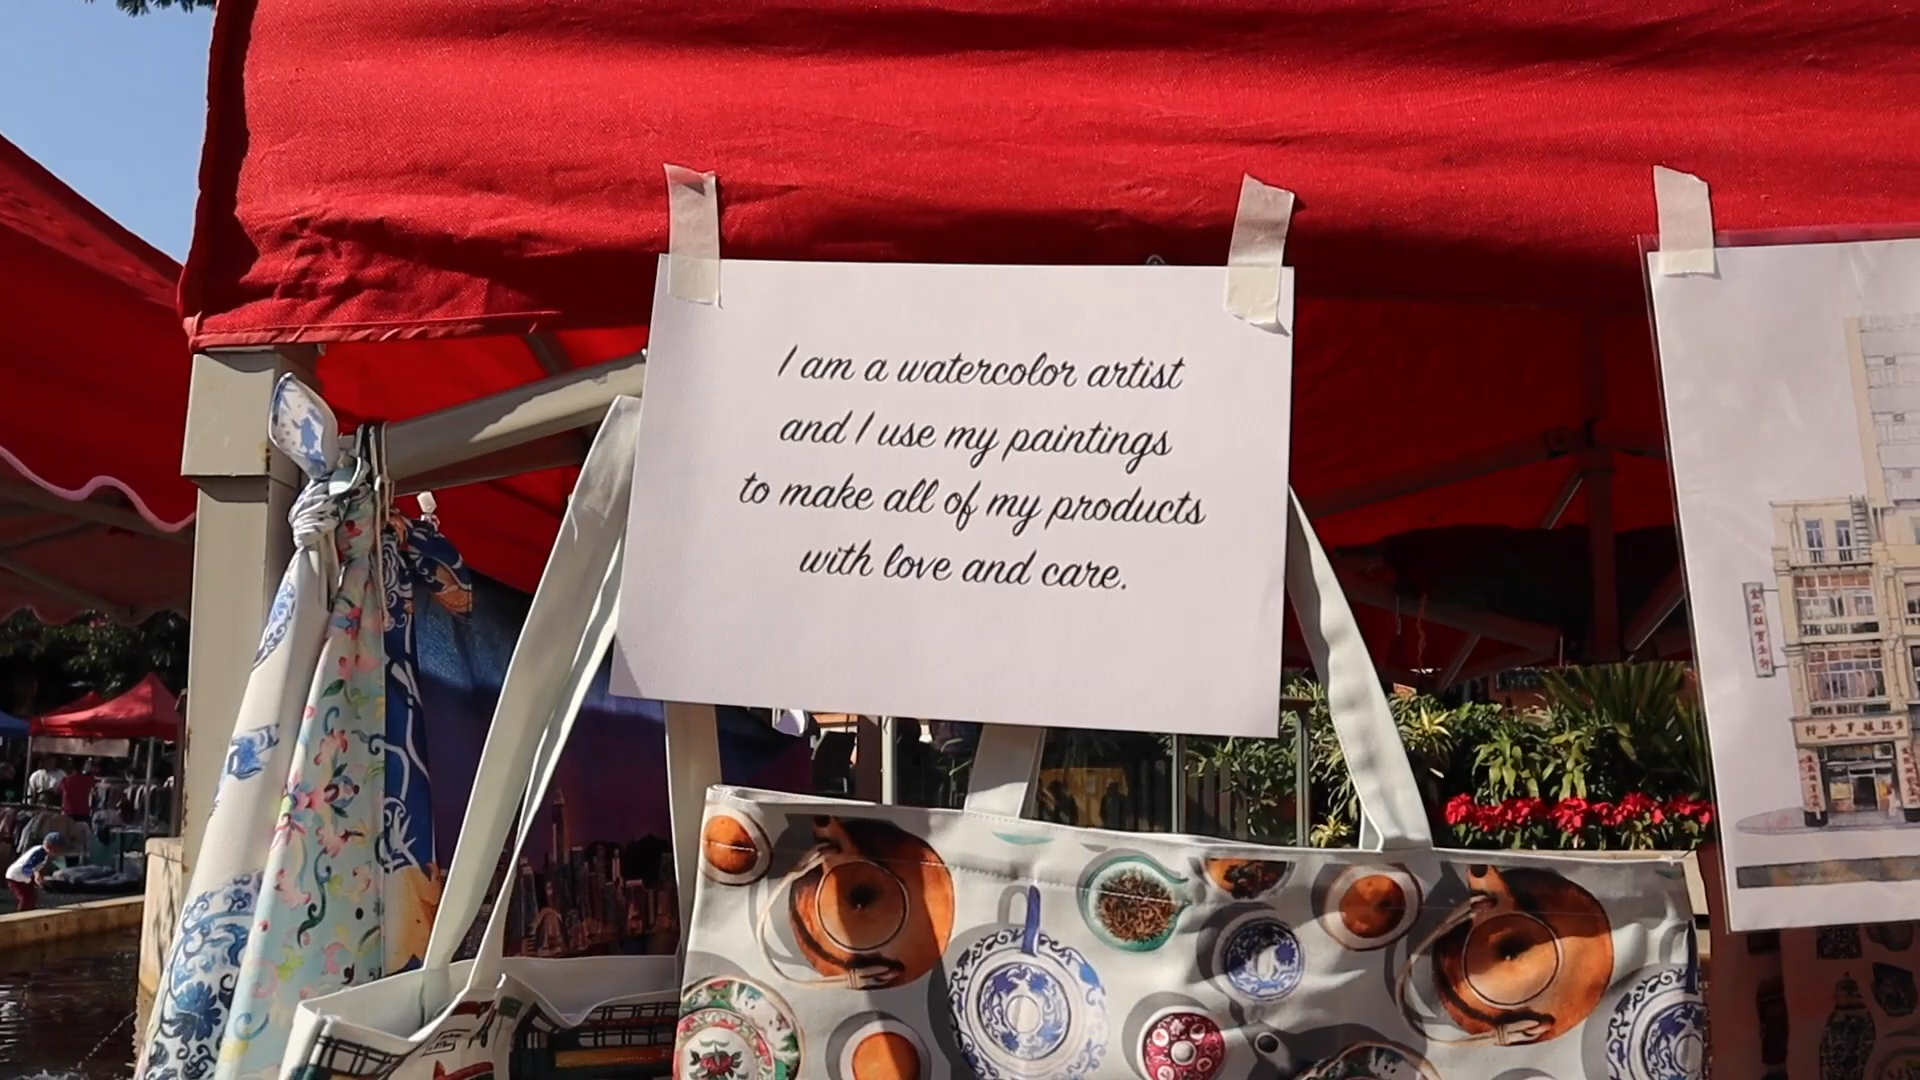 I am a watercolor artist
and I use my paintings
to make all of my products
with love and care.